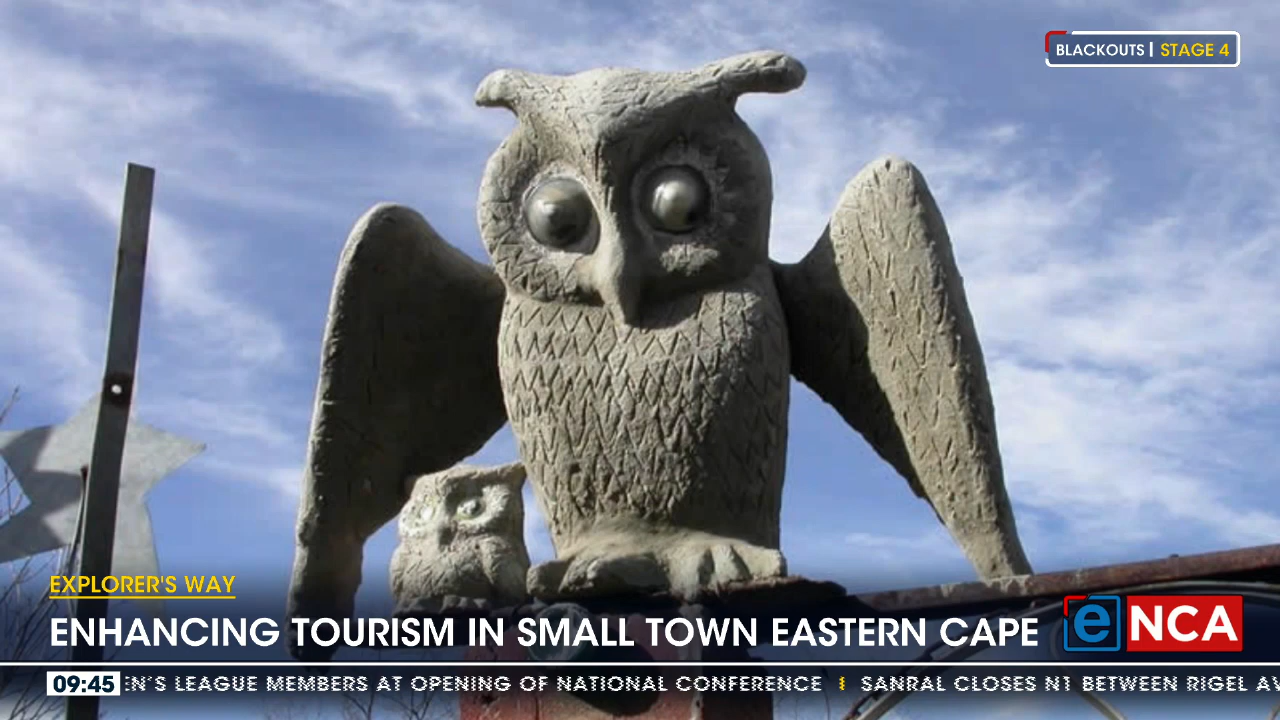 BLACKOUTS | STAGE 4
EXPLORER'S WAY
ENHANCING TOURISM IN SMALL TOWN EASTERN CAPE
eNCA
09:45 EN'S LEAGUE MEMBERS AT OPENING OF NATIONAL CONFERENCE SANRAL CLOSES N1 BETWEEN RIGEL AV